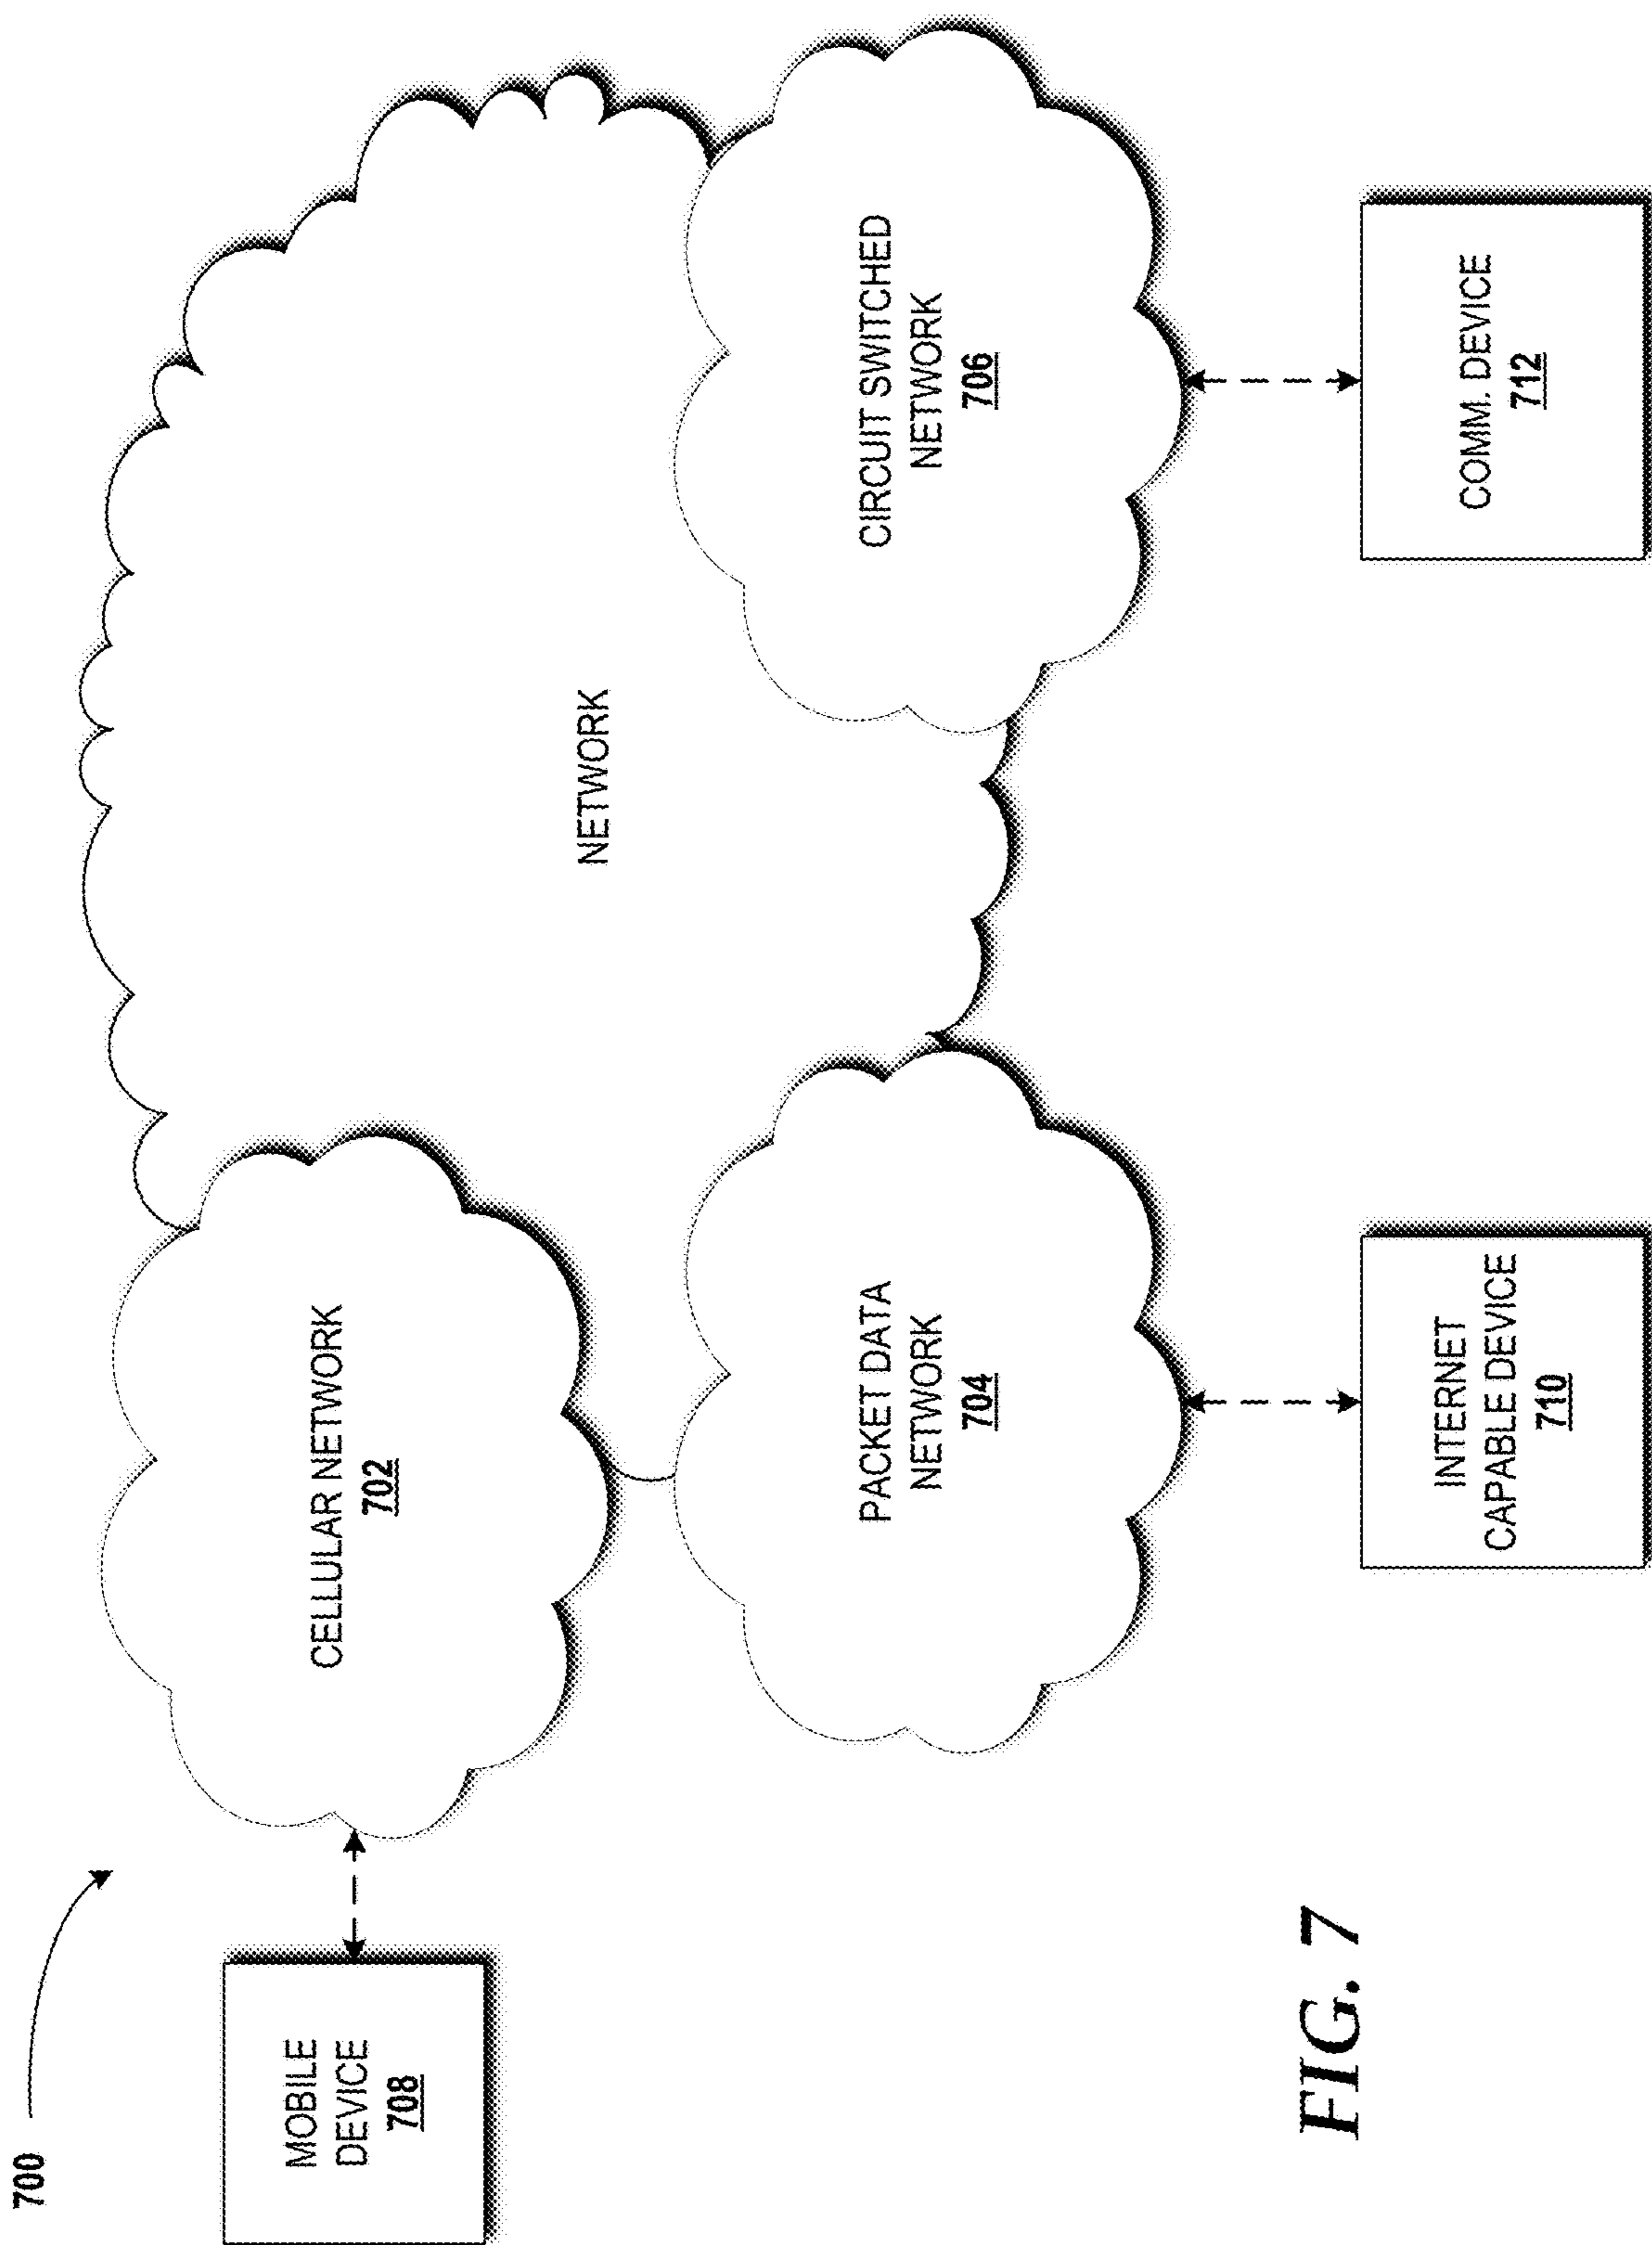 700
MOBILE
DEVICE
708
CELLULAR NETWORK
702
NETWORK
PACKET DATA
NETWORK
704
CIRCUIT SWITCHED
NETWORK
706
INTERNET
CAPABLE DEVICE
710
COMM. DEVICE
712
FIG. 7